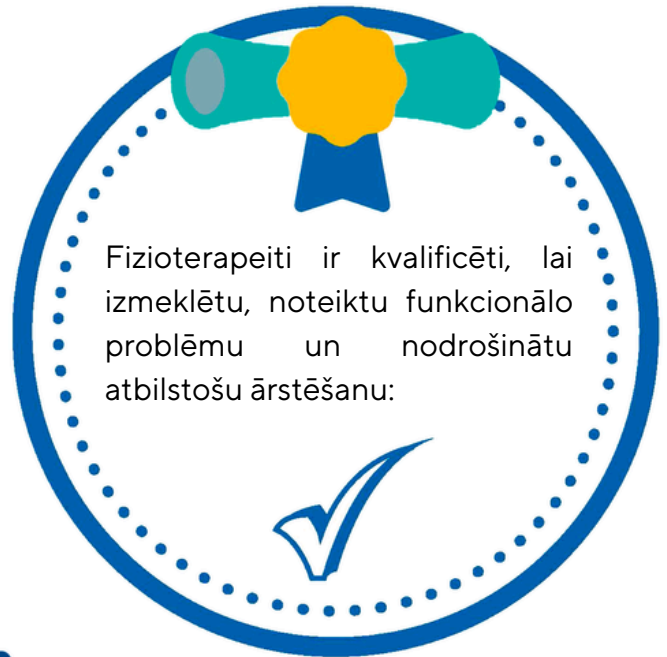 Fizioterapeiti ir kvalificēti, lai
izmeklētu, noteiktu funkcionālo
problēmu un nodrošinātu
atbilstošu ārstēšanu: